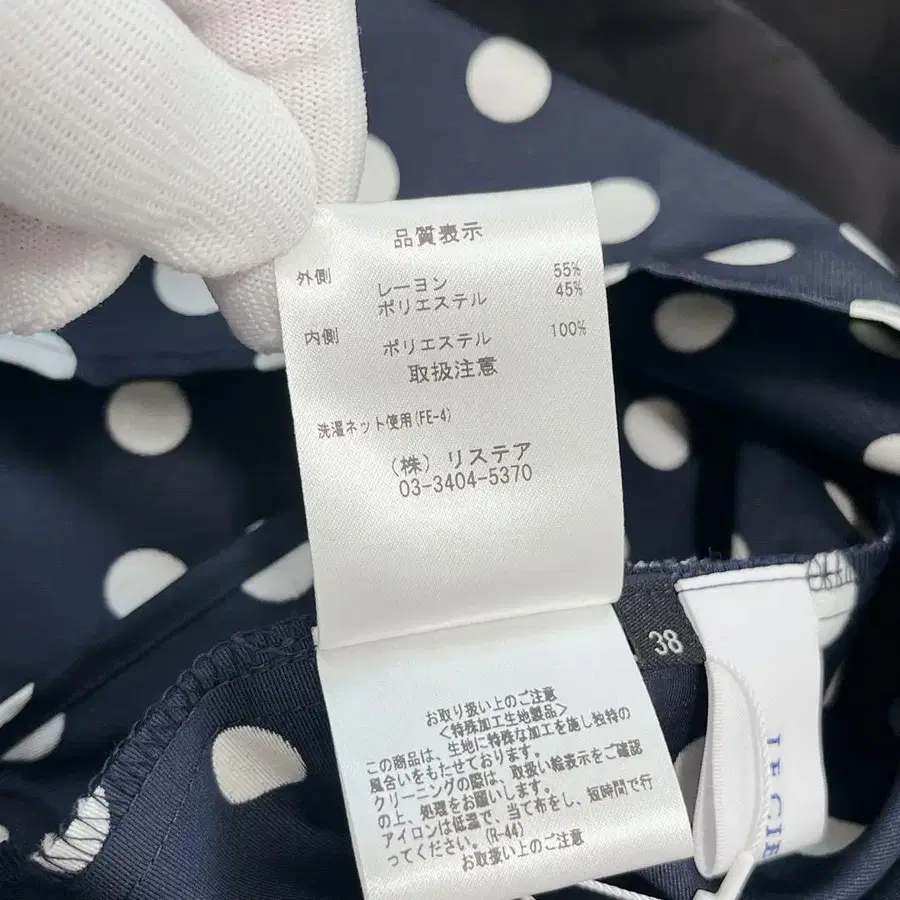 品質表示
外側 レーヨン 55%
ポリエステル 45%
内側 ポリエステル 100%
取扱注意
洗濯ネット使用(FE-4)
(株) リステア
03-3404-5370
38
お取り扱い上のご注意
<特殊加工生地製品>
この商品は、生地に特殊な加工を施し独特の
風合いをもたせております。
クリーニングの際は、取扱い絵表示をご確認
の上、処理をお願いします。
アイロンは低温で、当て布をし、短時間で行
ってください。(R-44)
お取り扱い上のご注意
LE CIE